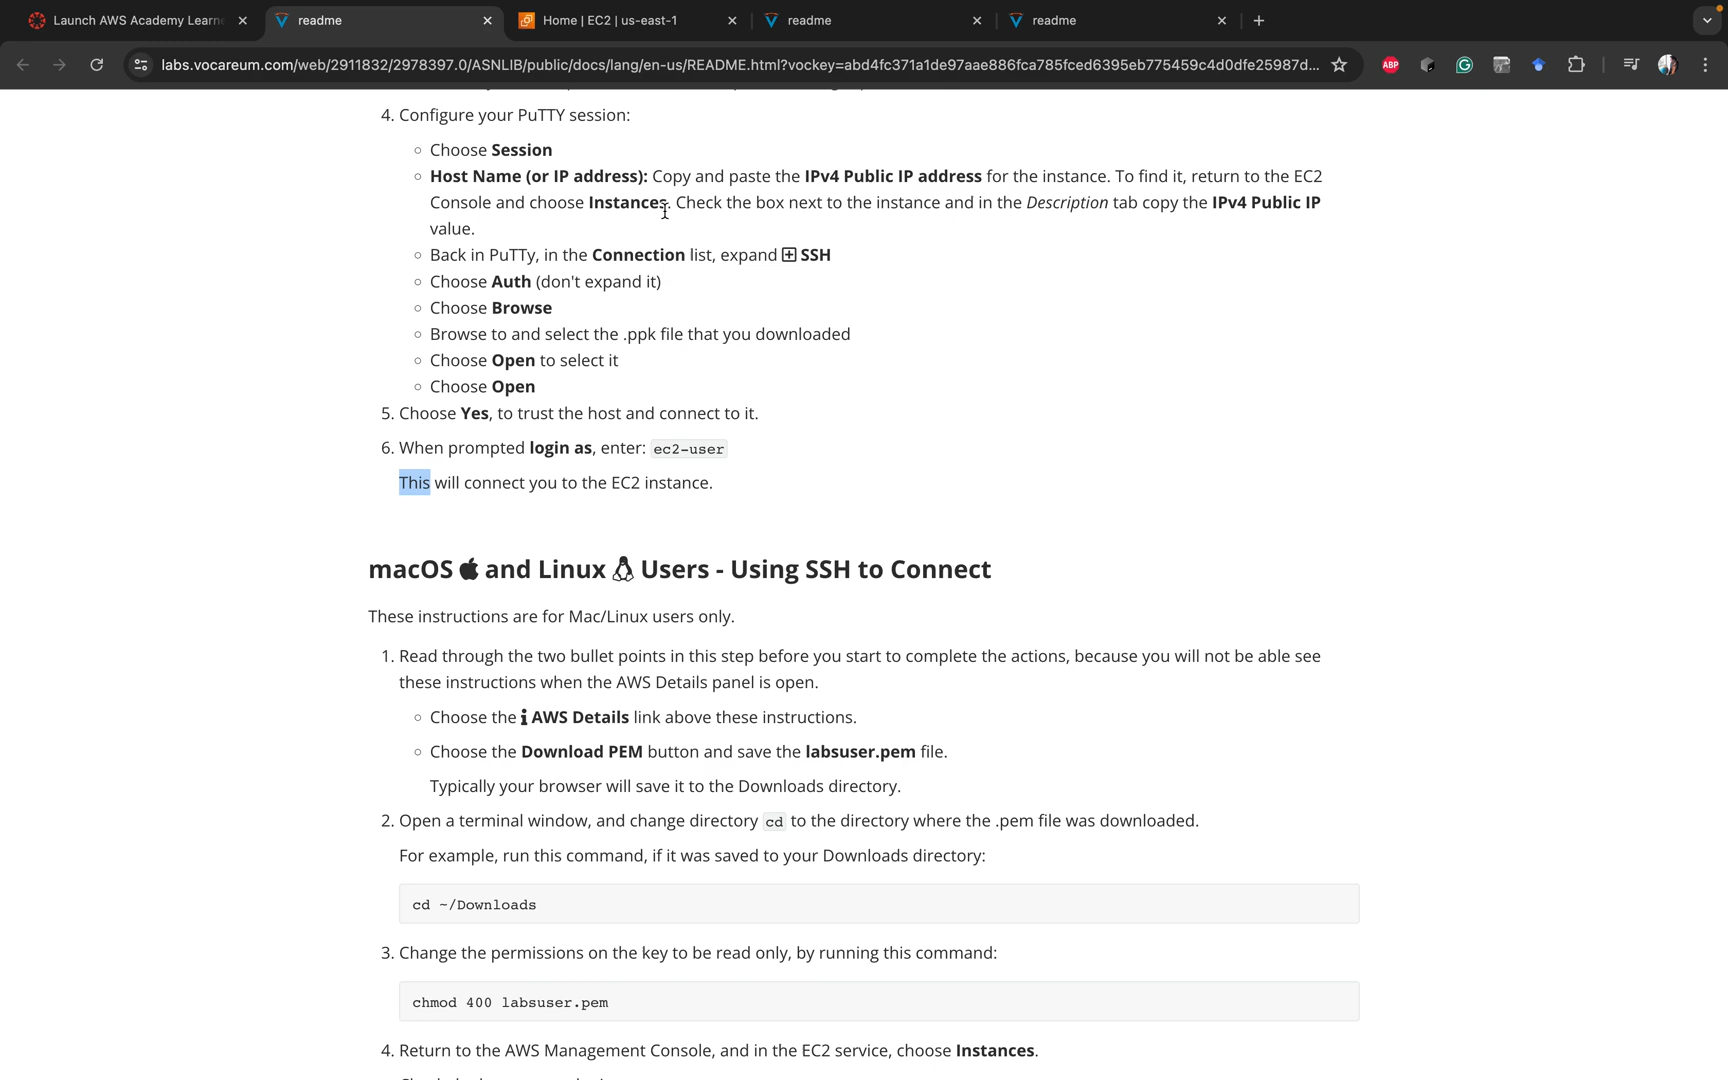 Launch AWS Academy Learne
readme
Home | EC2 | us-east-1
readme
readme
labs.vocareum.com/web/2911832/2978397.0/ASNLIB/public/docs/lang/en-us/README.html?vockey=abd4fc371a1de97aae886fca785fced6395eb775459c4d0dfe25987d...
ABP
4. Configure your PuTTY session:
Choose Session
Host Name (or IP address): Copy and paste the IPv4 Public IP address for the instance. To find it, return to the EC2
Console and choose Instances. Check the box next to the instance and in the Description tab copy the IPv4 Public IP
value.
Back in PuTTy, in the Connection list, expand SSH
Choose Auth (don't expand it)
Choose Browse
Browse to and select the .ppk file that you downloaded
Choose Open to select it
Choose Open
5. Choose Yes, to trust the host and connect to it.
6. When prompted login as, enter: ec2-user
This will connect you to the EC2 instance.
macOS and Linux Users - Using SSH to Connect
These instructions are for Mac/Linux users only.
1. Read through the two bullet points in this step before you start to complete the actions, because you will not be able see
these instructions when the AWS Details panel is open.
Choose the AWS Details link above these instructions.
Choose the Download PEM button and save the labsuser.pem file.
Typically your browser will save it to the Downloads directory.
2. Open a terminal window, and change directory cd to the directory where the .pem file was downloaded.
For example, run this command, if it was saved to your Downloads directory:
cd ~/Downloads
3. Change the permissions on the key to be read only, by running this command:
chmod 400 labsuser.pem
4. Return to the AWS Management Console, and in the EC2 service, choose Instances.